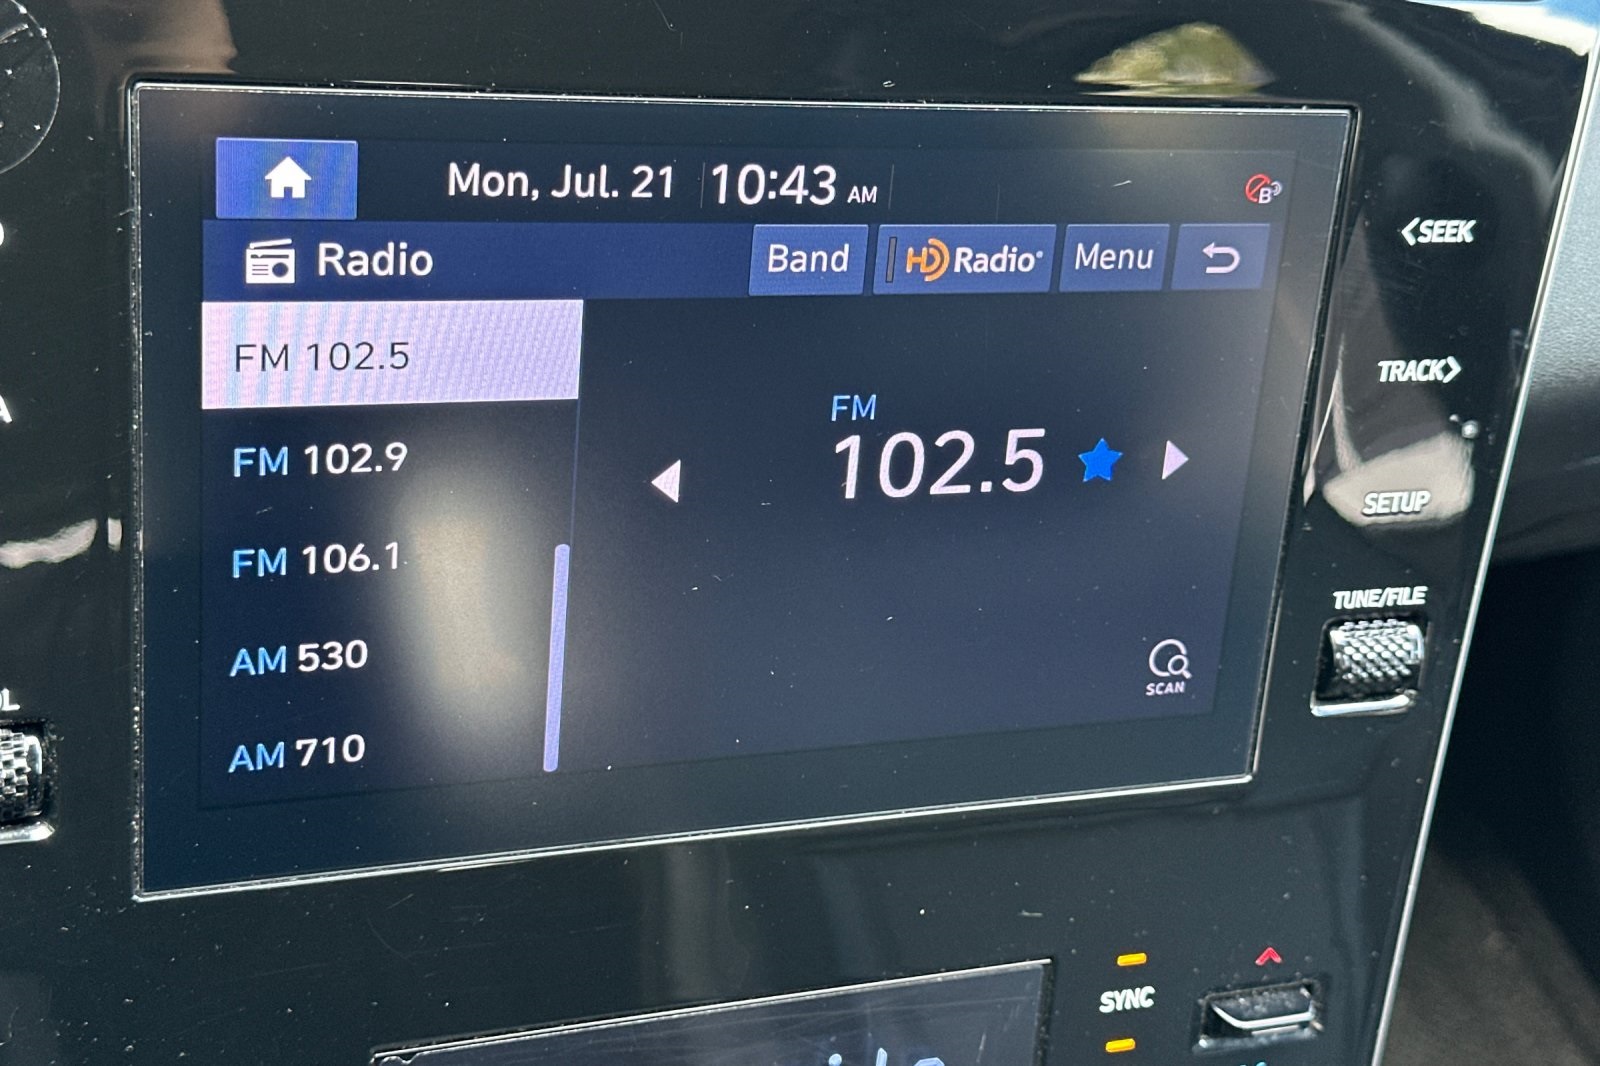 Mon, Jul. 21 10:43 AM
B
<SEEK
Radio Band HD Radio Menu
FM 102.5
TRACK>
FM
102.5
FM 102.9
SETUP
FM 106.1
TUNE/FILE
AM 530
SCAN
AM 710
SYNC